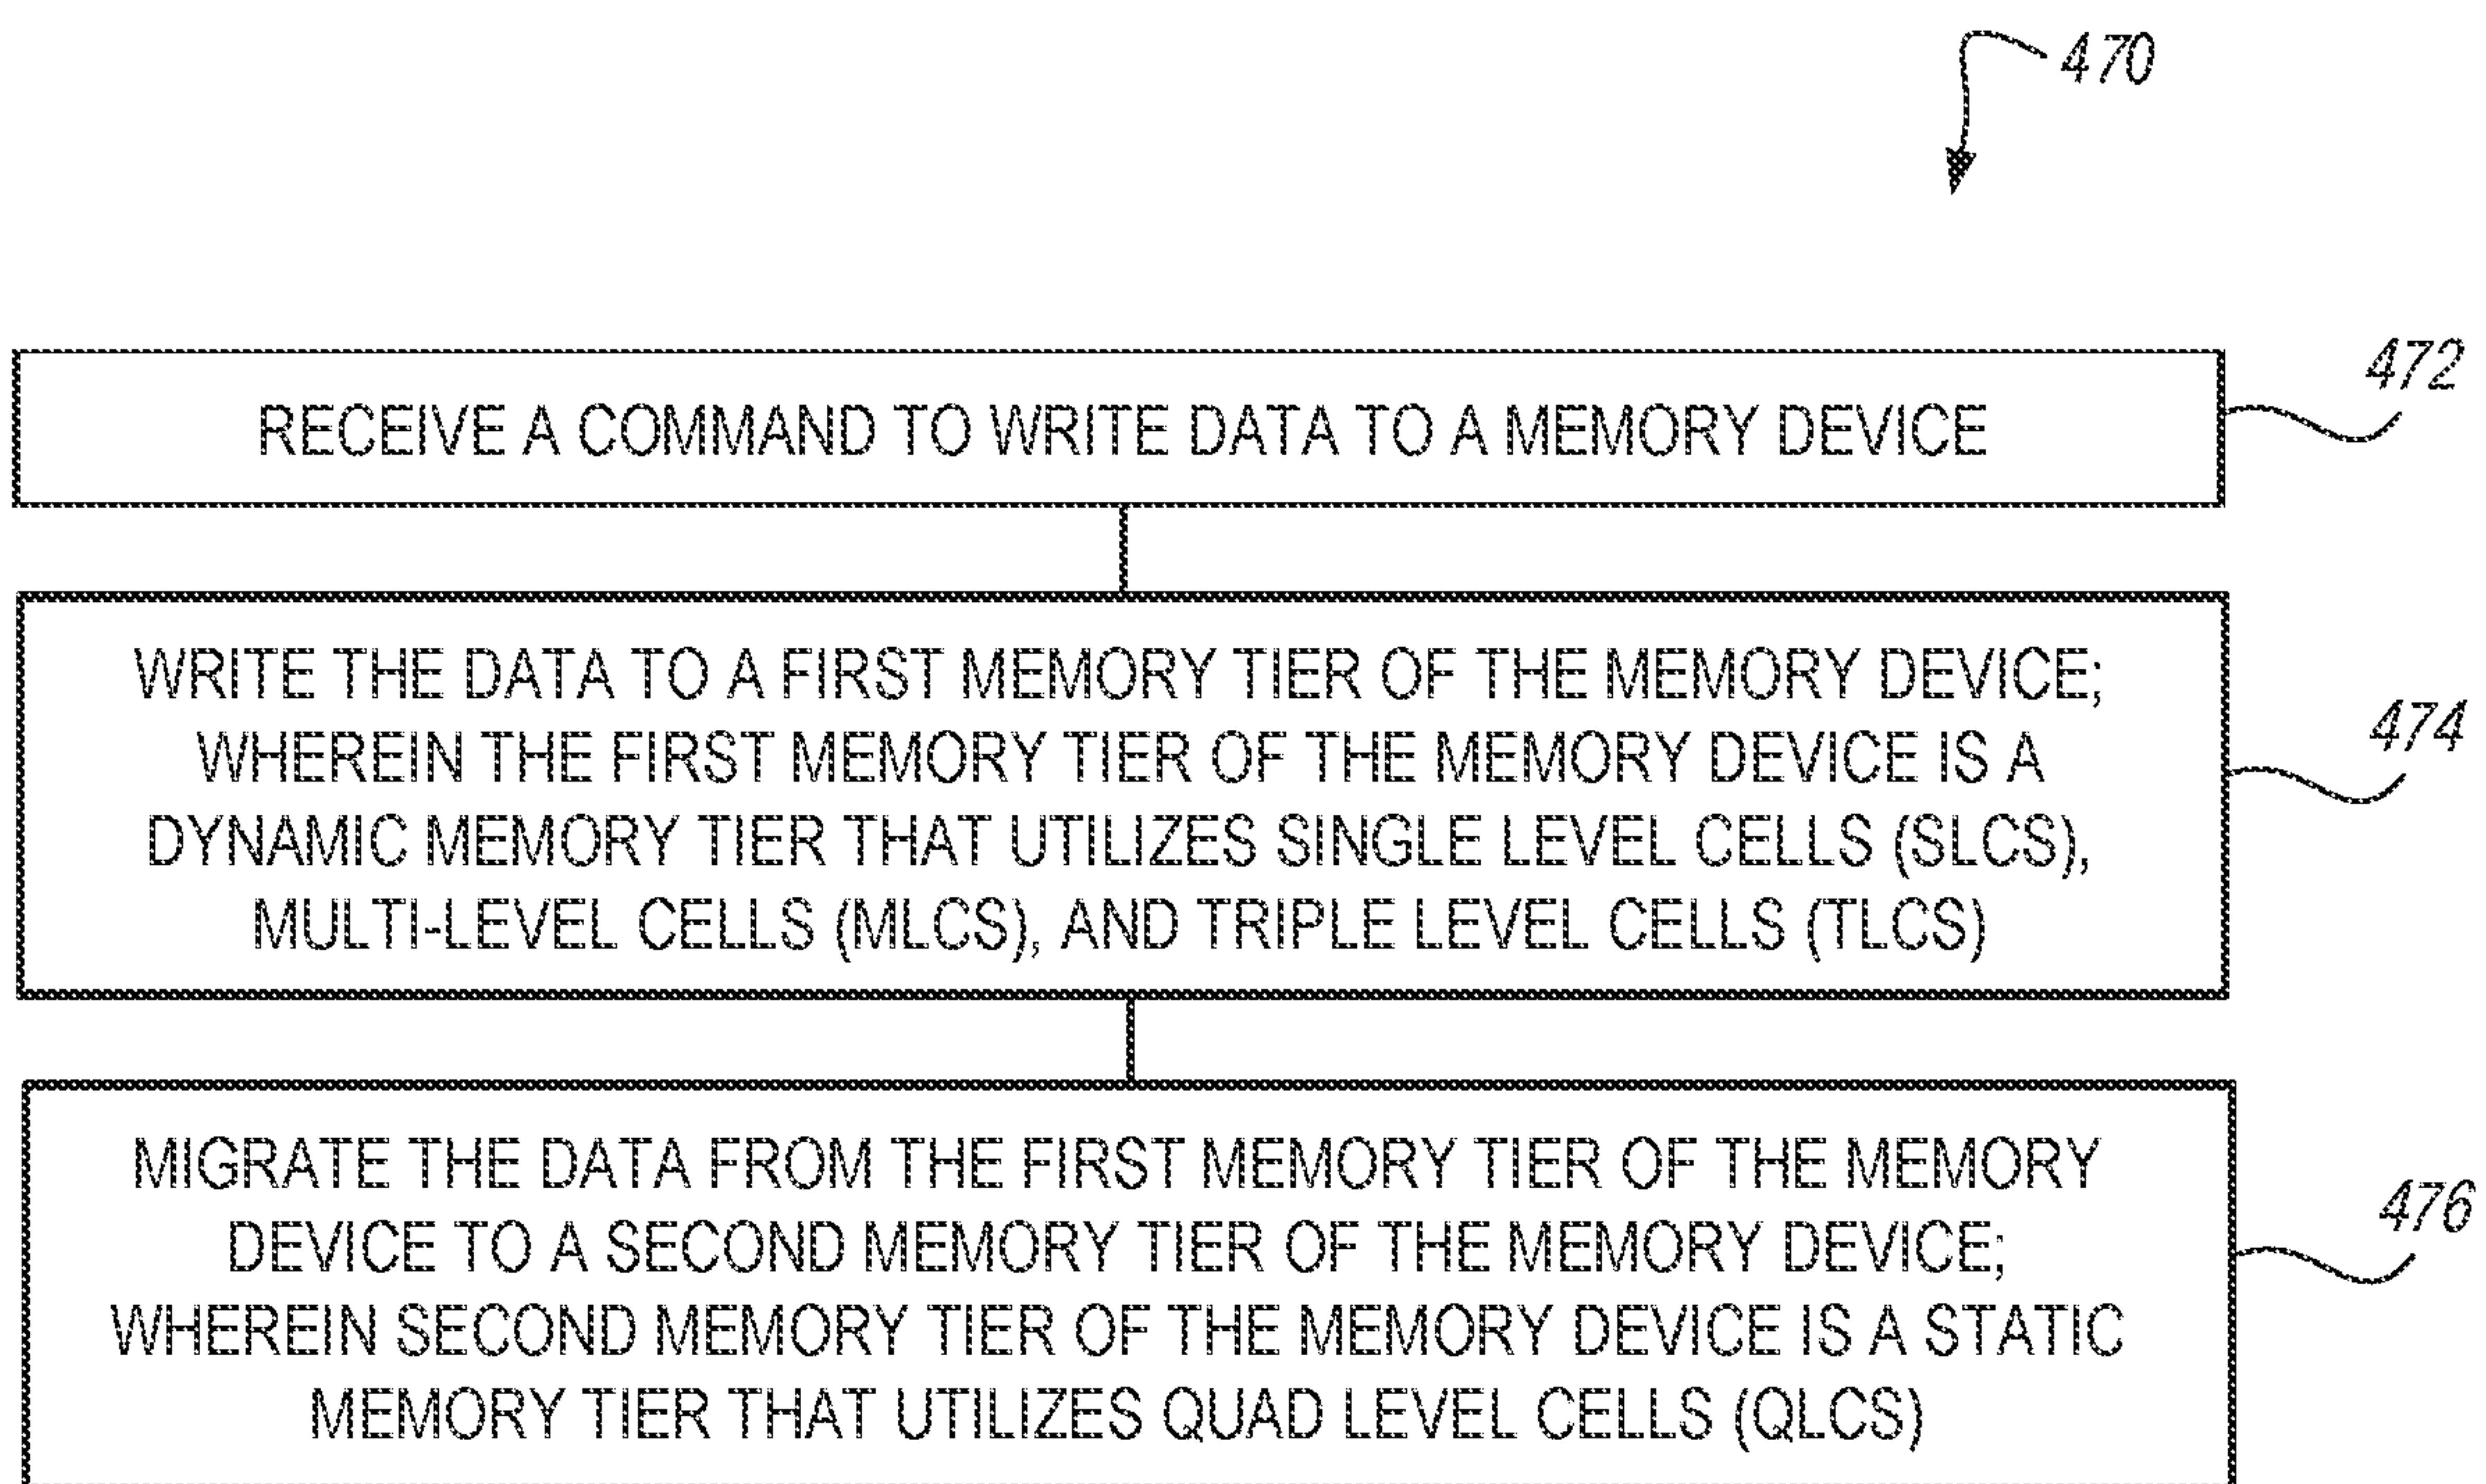 470
RECEIVE A COMMAND TO WRITE DATA TO A MEMORY DEVICE
472
WRITE THE DATA TO A FIRST MEMORY TIER OF THE MEMORY DEVICE;
WHEREIN THE FIRST MEMORY TIER OF THE MEMORY DEVICE IS A
DYNAMIC MEMORY TIER THAT UTILIZES SINGLE LEVEL CELLS (SLCS),
MULTI-LEVEL CELLS (MLCS), AND TRIPLE LEVEL CELLS (TLCS)
474
MIGRATE THE DATA FROM THE FIRST MEMORY TIER OF THE MEMORY
DEVICE TO A SECOND MEMORY TIER OF THE MEMORY DEVICE;
WHEREIN SECOND MEMORY TIER OF THE MEMORY DEVICE IS A STATIC
MEMORY TIER THAT UTILIZES QUAD LEVEL CELLS (QLCS)
476